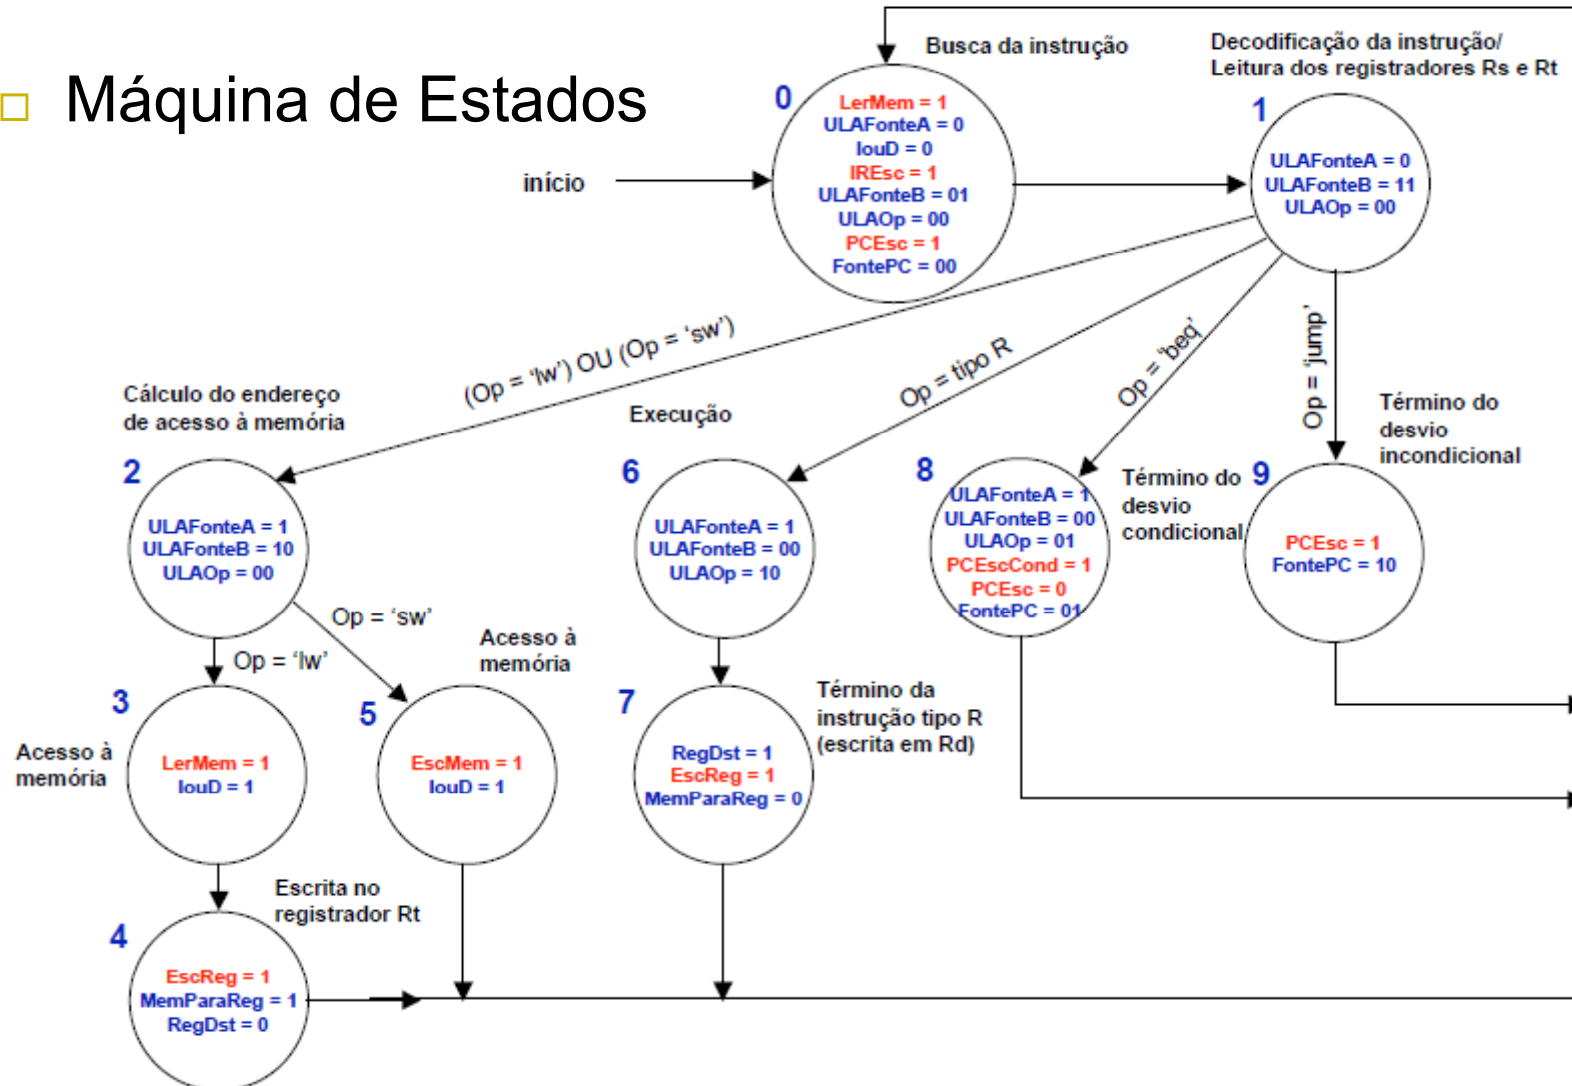 Máquina de Estados
Busca da instrução
Decodificação da instrução/
Leitura dos registradores Rs e Rt
início
0
LerMem = 1
ULAFonteA = 0
IouD = 0
IREsc = 1
ULAFonteB = 01
ULAOp = 00
PCEsc = 1
FontePC = 00
1
ULAFonteA = 0
ULAFonteB = 11
ULAOp = 00
(Op = ‘lw’) OU (Op = ‘sw’)
Op = tipo R
Op = ‘beq’
Op = ‘jump’
Cálculo do endereço
de acesso à memória
2
ULAFonteA = 1
ULAFonteB = 10
ULAOp = 00
Execução
6
ULAFonteA = 1
ULAFonteB = 00
ULAOp = 10
8
ULAFonteA = 1
ULAFonteB = 00
ULAOp = 01
PCEscCond = 1
PCEsc = 0
FontePC = 01
Término do
desvio
condicional
Término do
desvio
incondicional
9
PCEsc = 1
FontePC = 10
Op = ‘lw’
Op = ‘sw’
Acesso à
memória
3
LerMem = 1
IouD = 1
Acesso à
memória
5
EscMem = 1
IouD = 1
7
RegDst = 1
EscReg = 1
MemParaReg = 0
Término da
instrução tipo R
(escrita em Rd)
Escrita no
registrador Rt
4
EscReg = 1
MemParaReg = 1
RegDst = 0